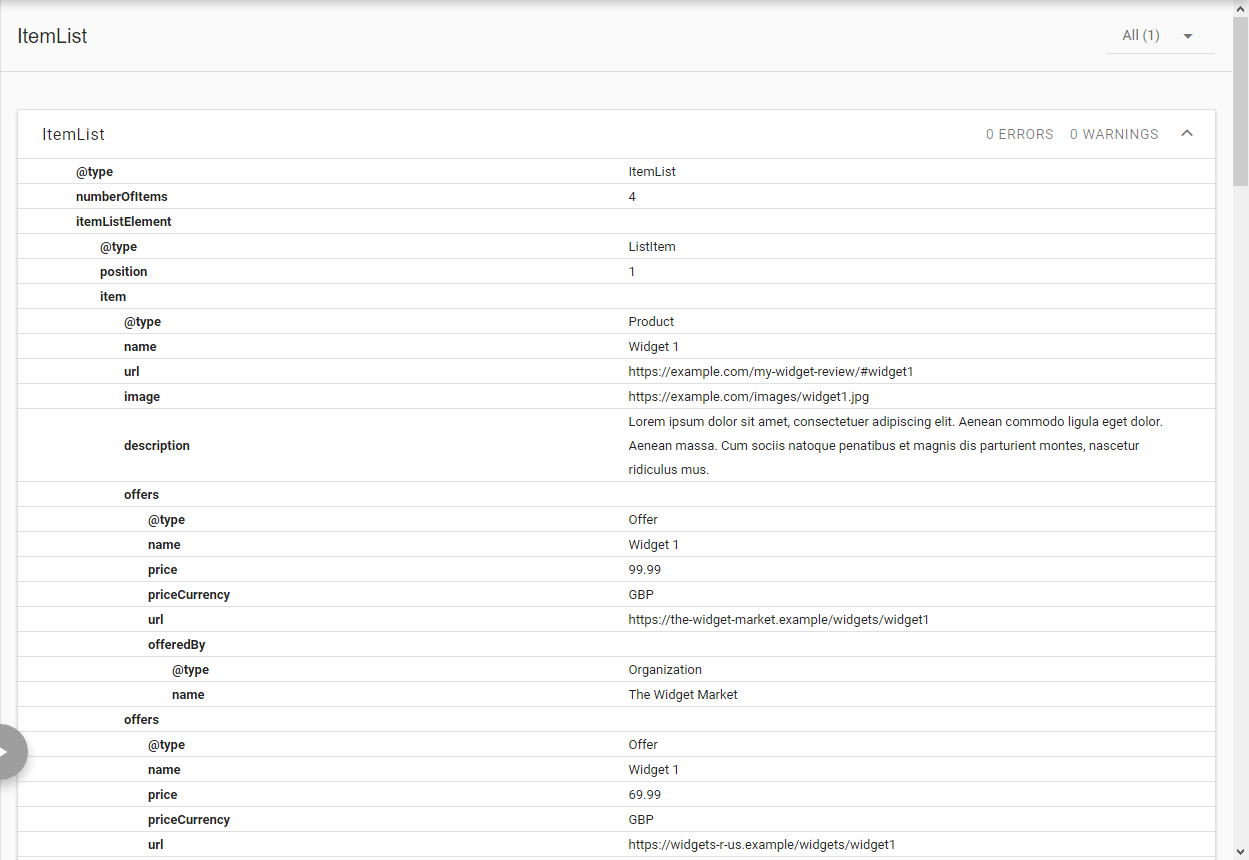 ItemList
All (1)
ItemList 0 ERRORS 0 WARNINGS
@type ItemList
numberOfItems 4
itemListElement
@type ListItem
position 1
item
@type Product
name Widget 1
url https://example.com/my-widget-review/#widget1
image https://example.com/images/widget1.jpg
description Lorem ipsum dolor sit amet, consectetuer adipiscing elit. Aenean commodo ligula eget dolor.
Aenean massa. Cum sociis natoque penatibus et magnis dis parturient montes, nascetur
ridiculus mus.
offers
@type Offer
name Widget 1
price 99.99
priceCurrency GBP
url https://the-widget-market.example/widgets/widget1
offeredBy
@type Organization
name The Widget Market
offers
@type Offer
name Widget 1
price 69.99
priceCurrency GBP
url https://widgets-r-us.example/widgets/widget1